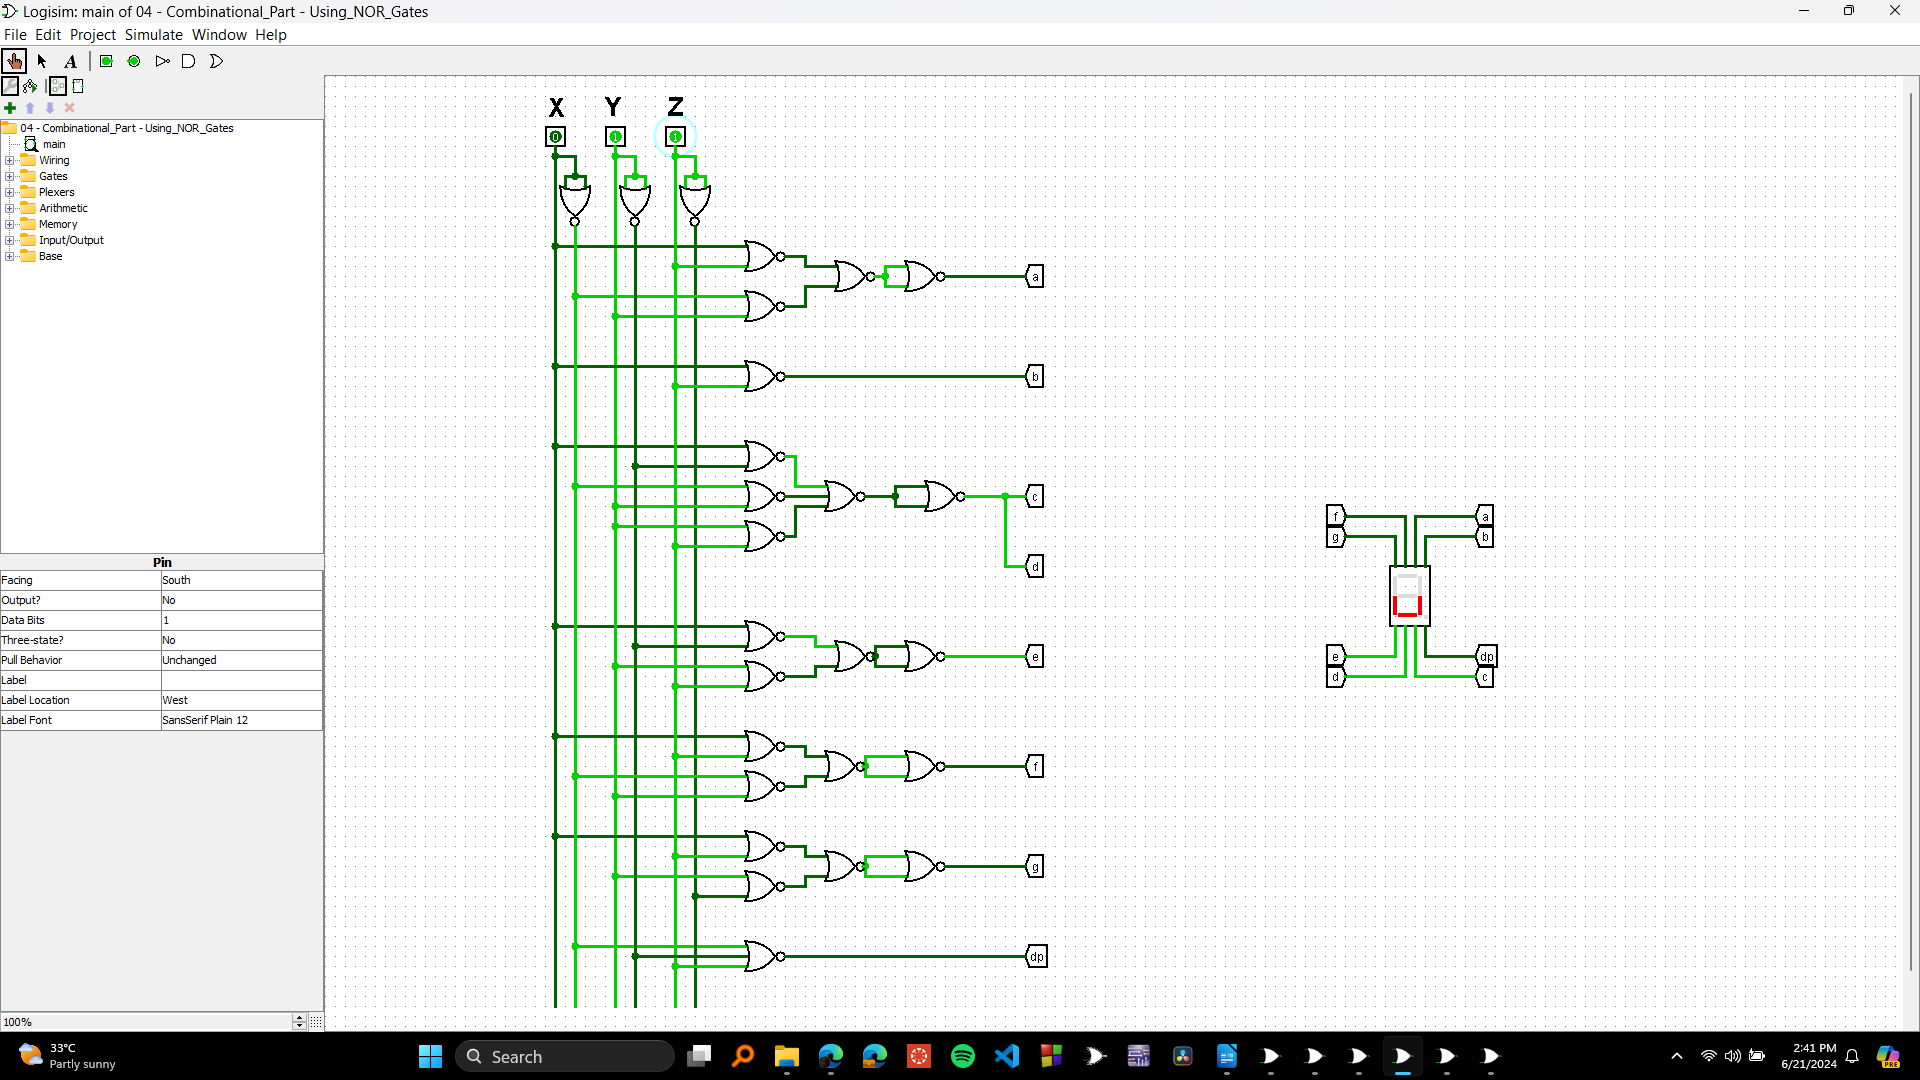 Logisim: main of 04 - Combinational_Part - Using_NOR_Gates
File Edit Project Simulate Window Help
A
04 - Combinational_Part - Using_NOR_Gates
main
Wiring
Gates
Plexers
Arithmetic
Memory
Input/Output
Base
Pin
Facing South
Output? No
Data Bits 1
Three-state? No
Pull Behavior Unchanged
Label
Label Location West
Label Font SansSerif Plain 12
100%
X Y Z
0 1 1
a
b
c
d
e
f
g
dp
f a
g b
e dp
d c
33°C
Partly sunny
Search
2:41 PM
6/21/2024
PRE